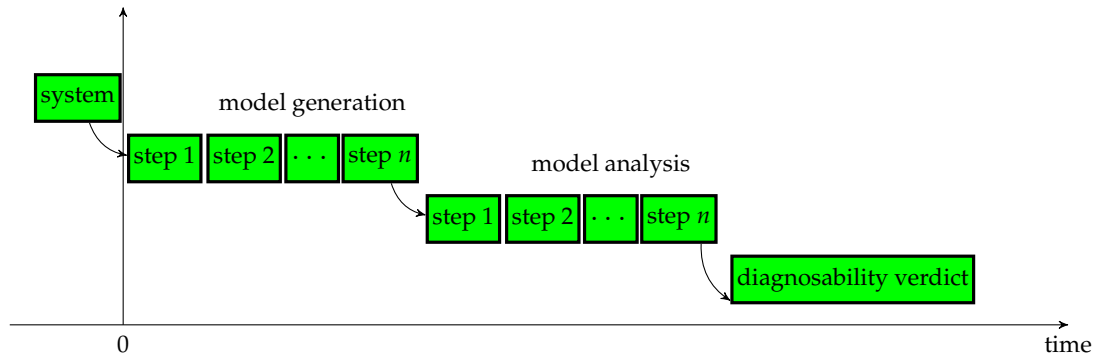 system
model generation
step 1 step 2 · · · step n
model analysis
step 1 step 2 · · · step n
diagnosability verdict
0 time